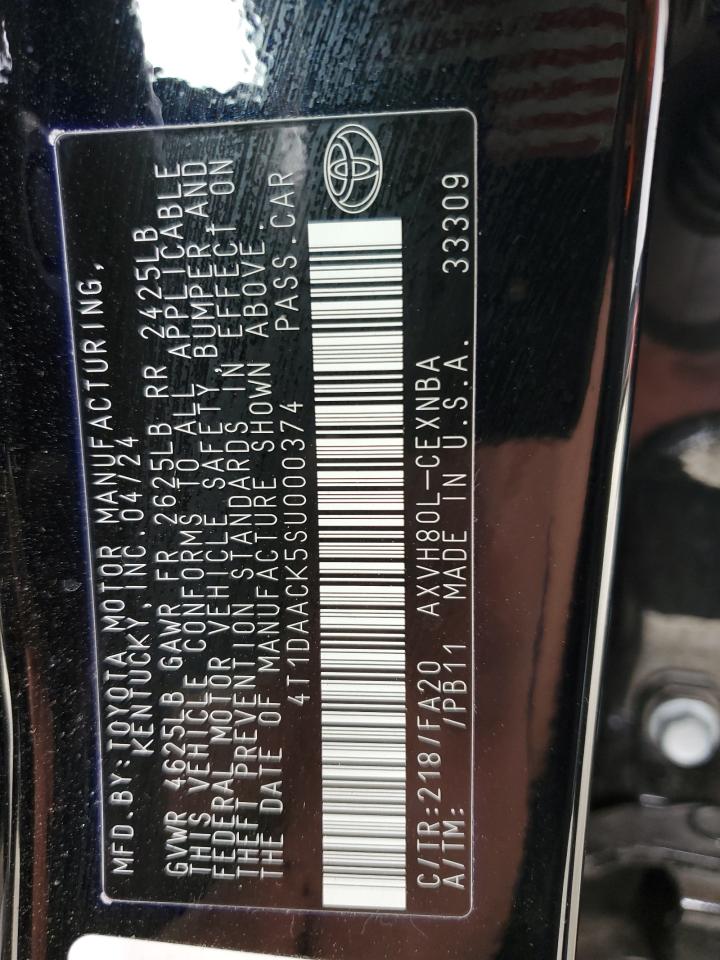 MFD.BY:TOYOTA MOTOR MANUFACTURING,
KENTUCKY, INC. 04/24
GVWR 4625LB GAWR FR 2625LB RR 2425LB
THIS VEHICLE CONFORMS TO ALL APPLICABLE
FEDERAL MOTOR VEHICLE SAFETY, BUMPER, AND
THEFT PREVENTION STANDARDS IN EFFECT ON
THE DATE OF MANUFACTURE SHOWN ABOVE.
4T1DAACK5SU000374 PASS.CAR
C/TR:218/FA20 AXVH80L-CEXNBA 33309
A/TM: /PB11 MADE IN U.S.A.